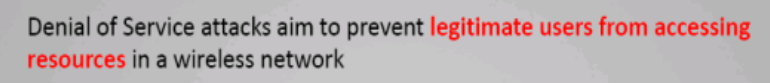 Denial of Service attacks aim to prevent legitimate users from accessing
resources in a wireless network